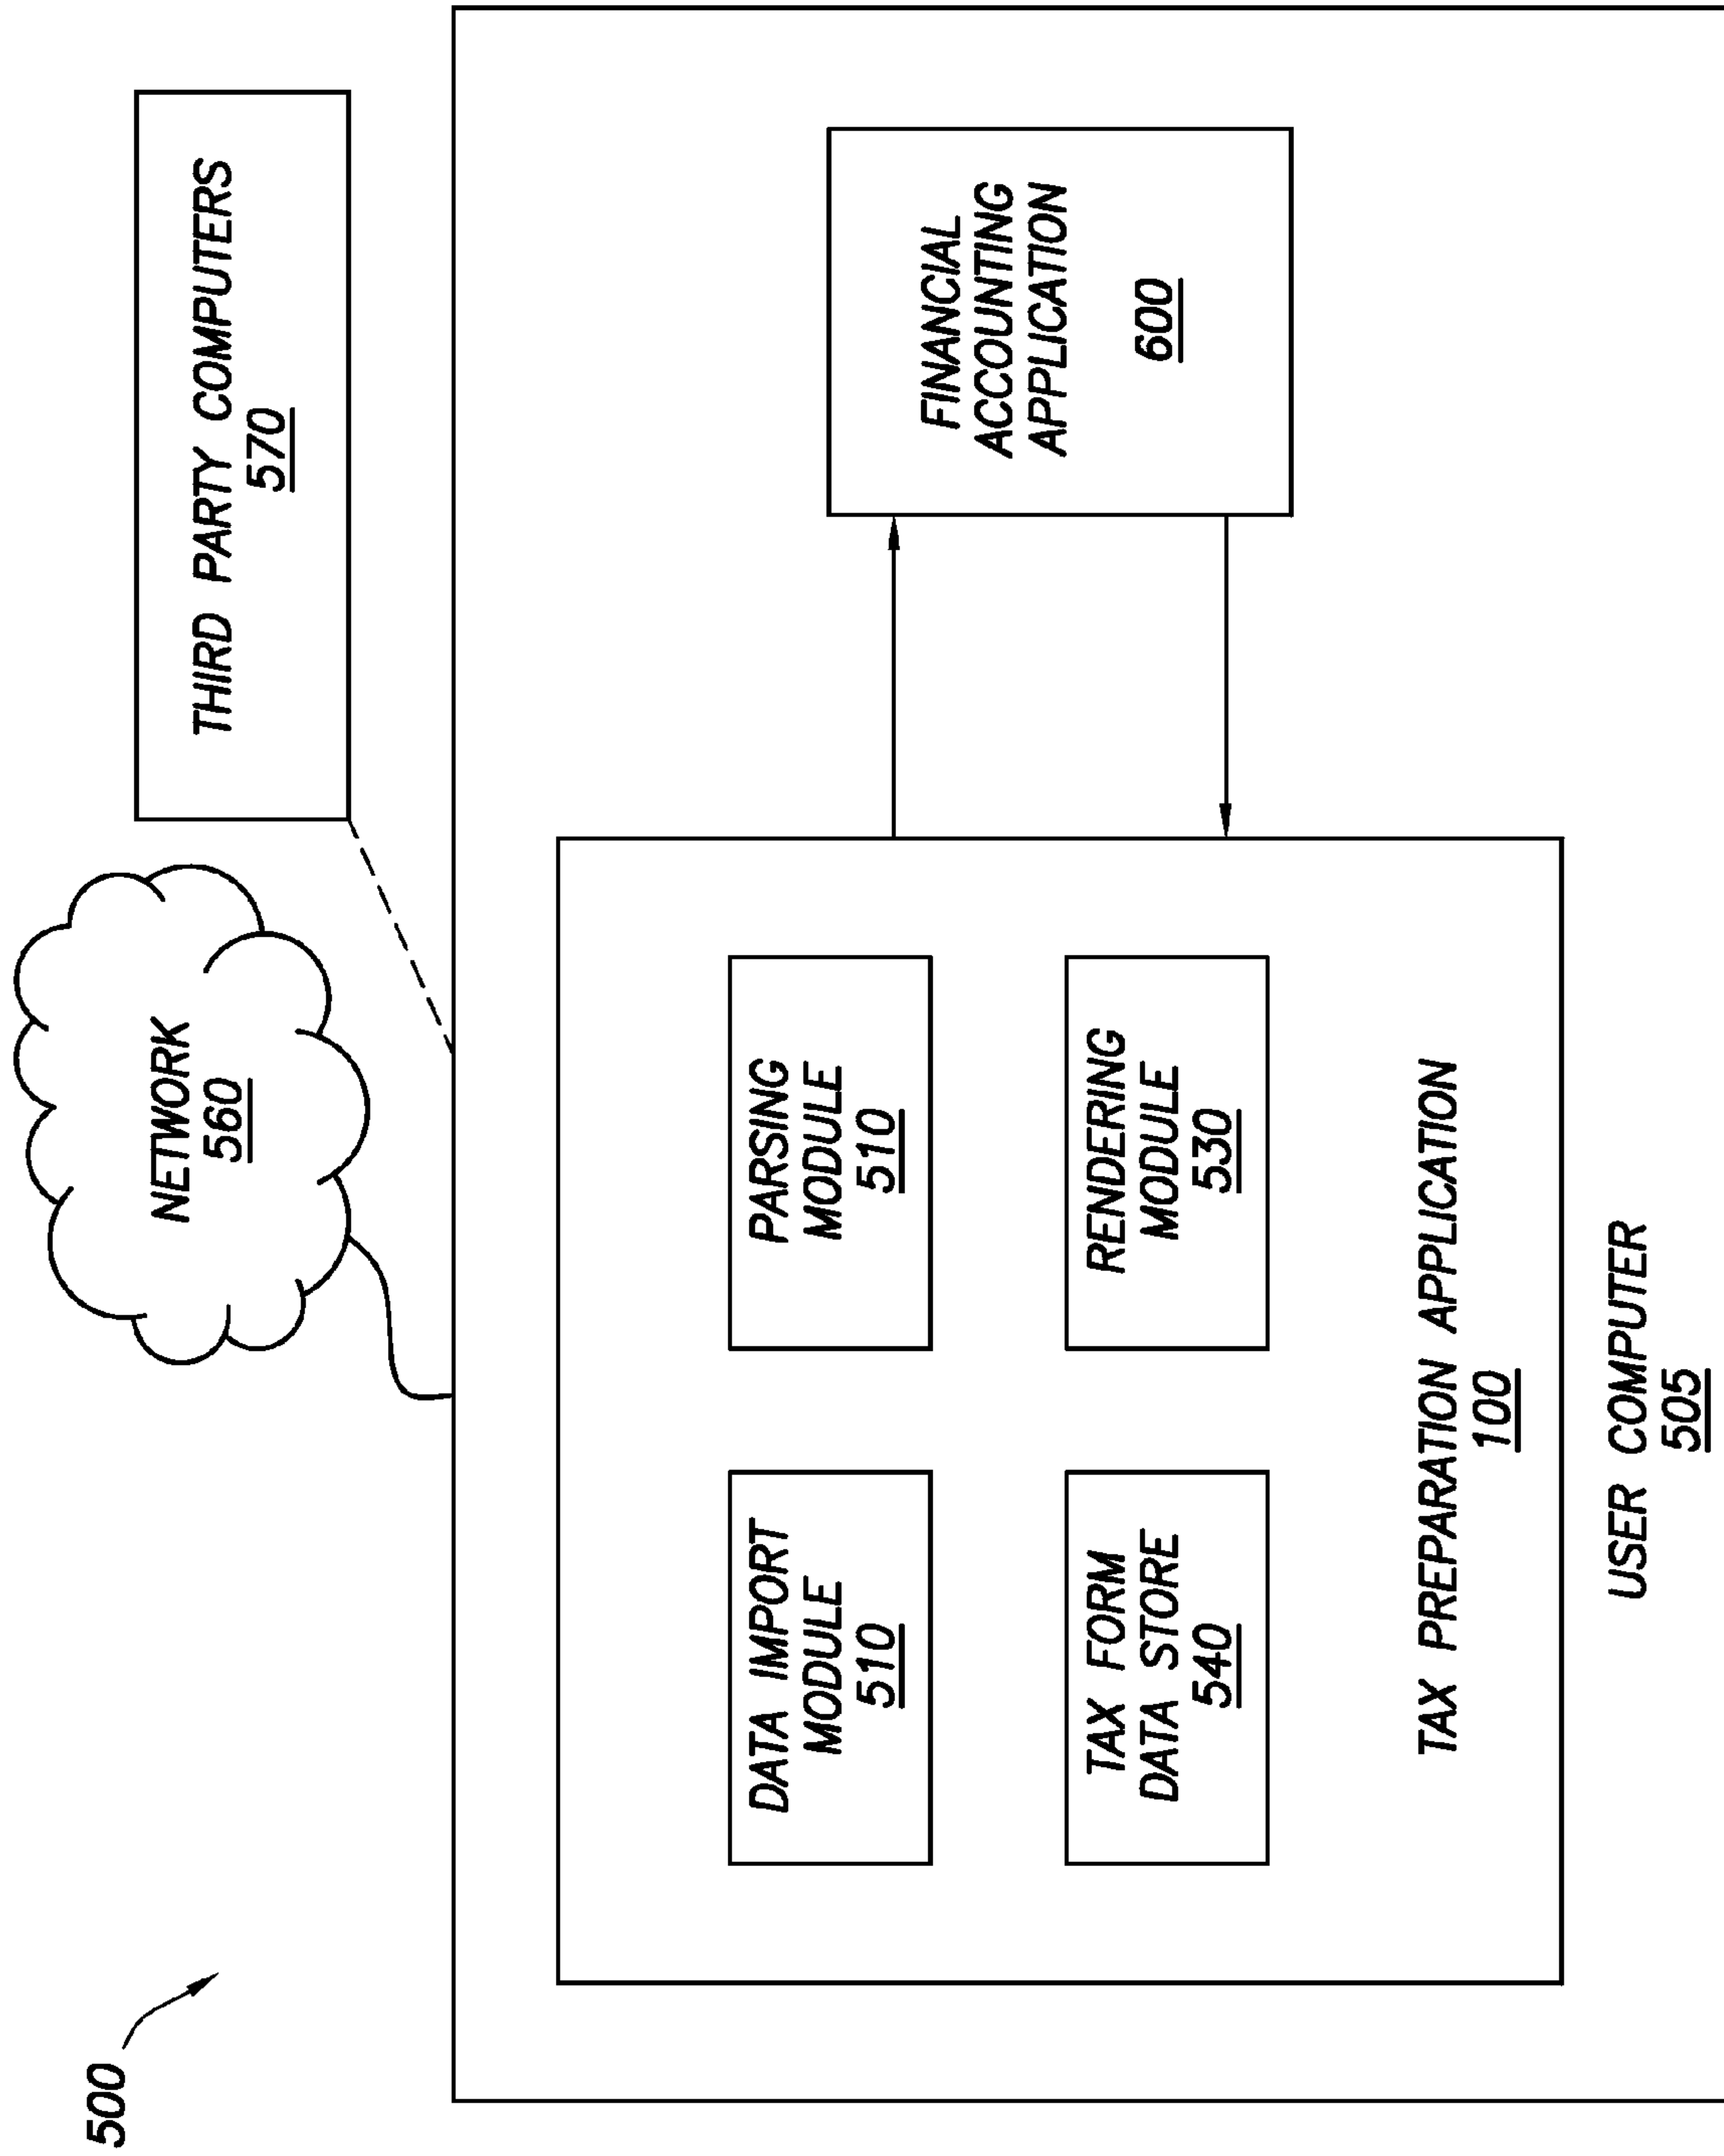 500
NETWORK
560
THIRD PARTY COMPUTERS
570
DATA IMPORT
MODULE
510
PARSING
MODULE
510
TAX FORM
DATA STORE
540
RENDERING
MODULE
530
TAX PREPARATION APPLICATION
100
FINANCIAL
ACCOUNTING
APPLICATION
600
USER COMPUTER
505